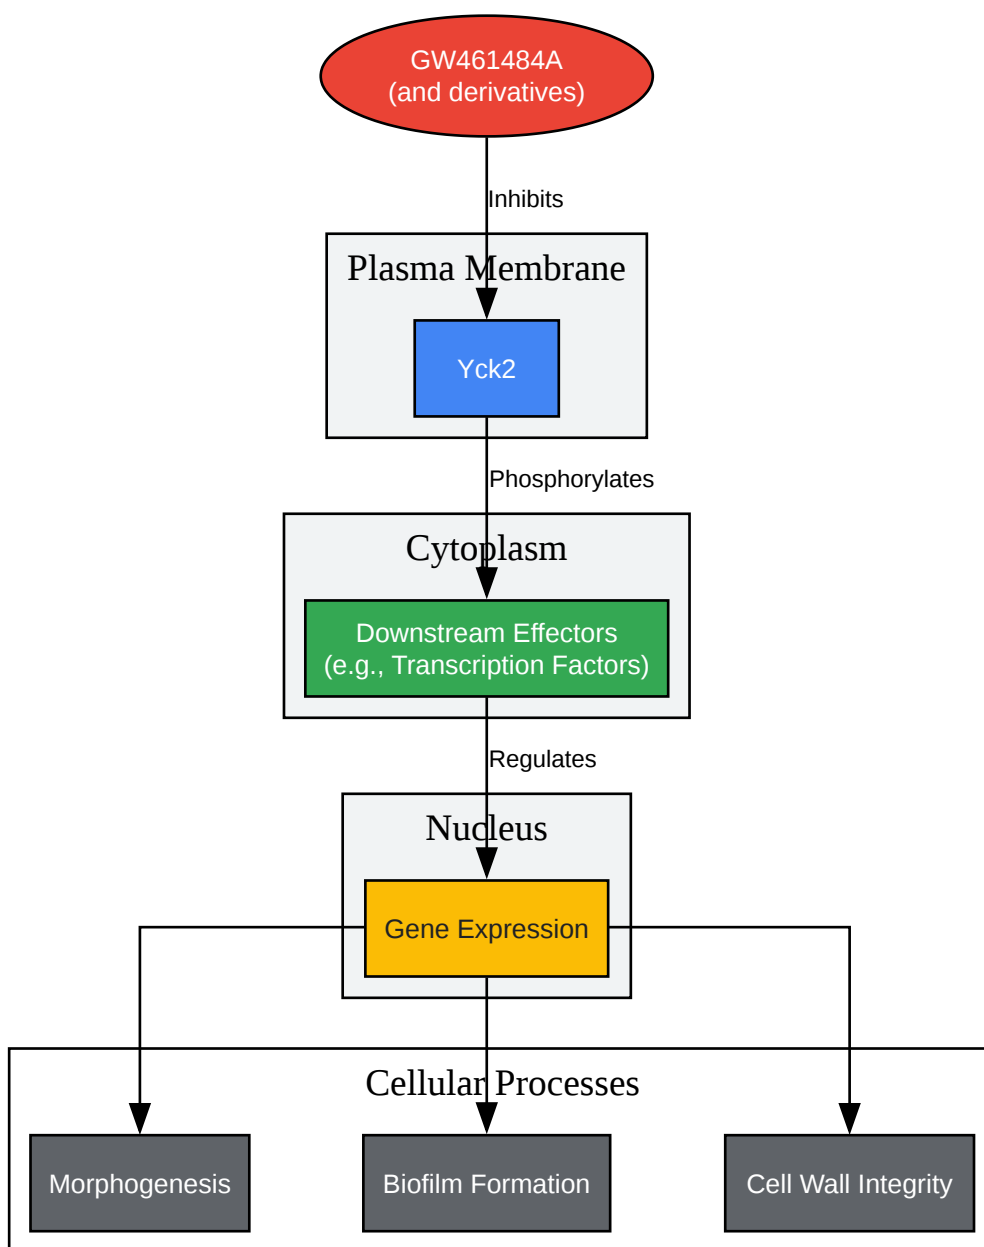 GW461484A
(and derivatives)
Inhibits
Plasma Membrane
Yck2
Phosphorylates
Cytoplasm
Downstream Effectors
(e.g., Transcription Factors)
Regulates
Nucleus
Gene Expression
Cellular Processes
Morphogenesis
Biofilm Formation
Cell Wall Integrity